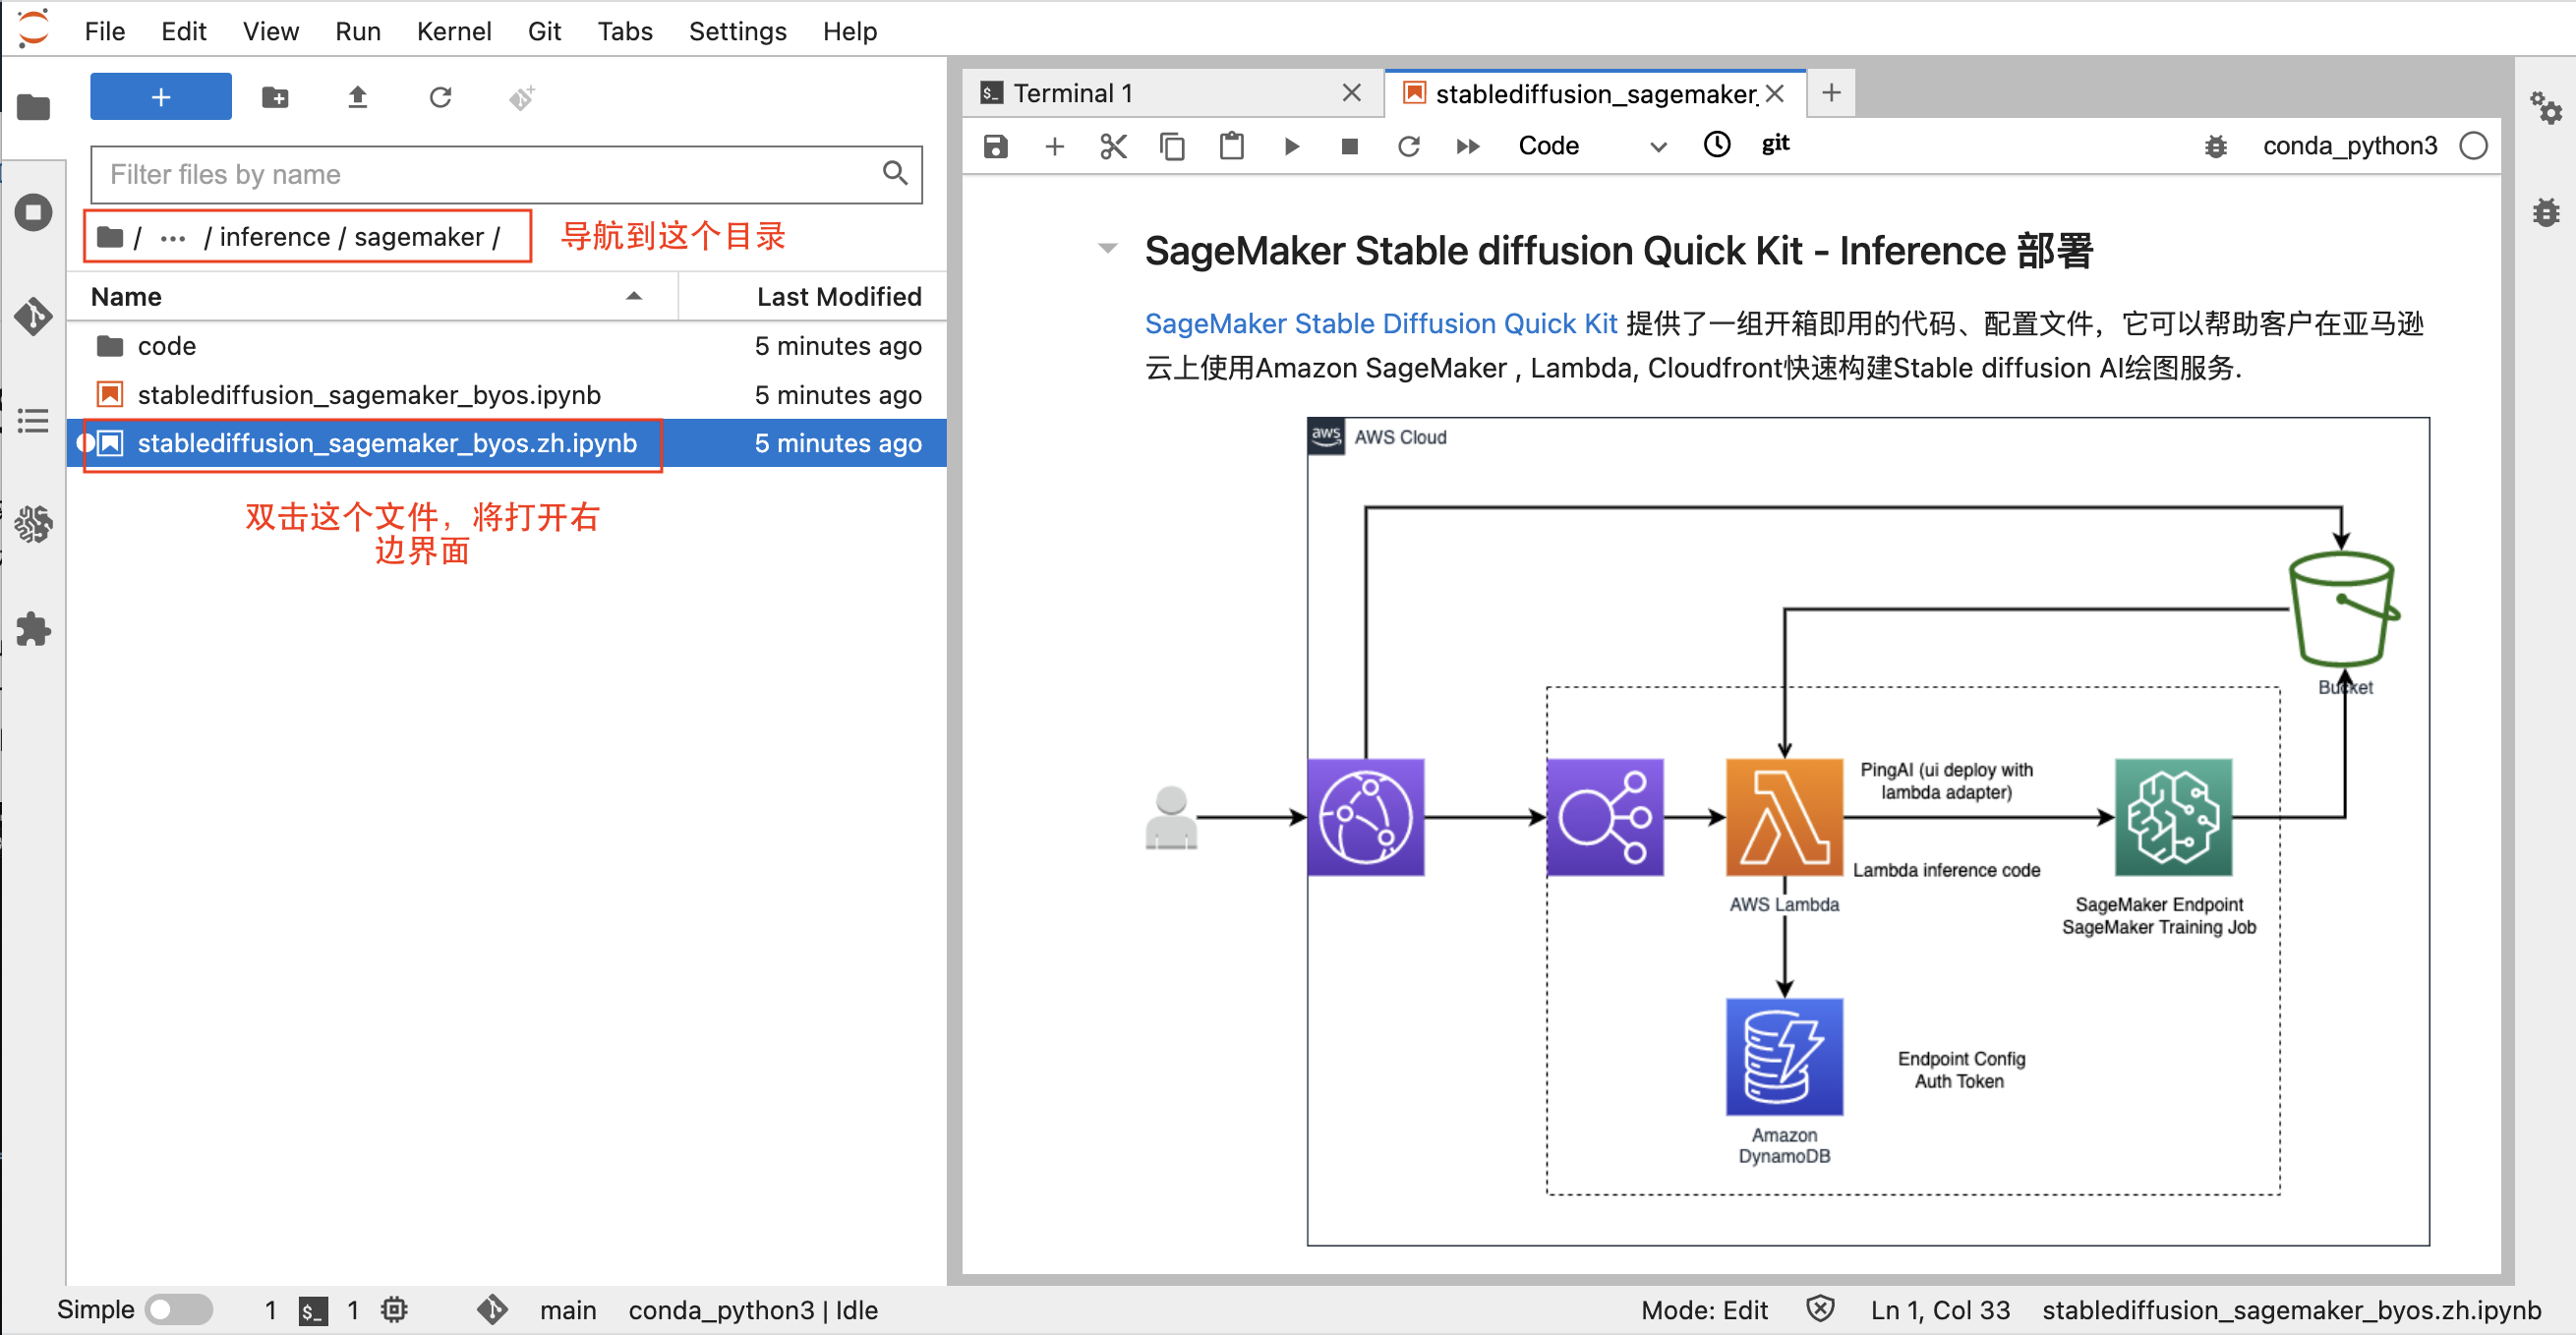 File Edit View Run Kernel Git Tabs Settings Help
+
Filter files by name
/ ··· / inference / sagemaker /
导航到这个目录
Name Last Modified
code 5 minutes ago
stablediffusion_sagemaker_byos.ipynb 5 minutes ago
stablediffusion_sagemaker_byos.zh.ipynb 5 minutes ago
双击这个文件，将打开右
边界面
$_ Terminal 1
stablediffusion_sagemaker_
Code git conda_python3
SageMaker Stable diffusion Quick Kit - Inference 部署
SageMaker Stable Diffusion Quick Kit 提供了一组开箱即用的代码、配置文件，它可以帮助客户在亚马逊
云上使用Amazon SageMaker , Lambda, Cloudfront快速构建Stable diffusion AI绘图服务.
aws AWS Cloud
Bucket
PingAI (ui deploy with
lambda adapter)
Lambda inference code
AWS Lambda
SageMaker Endpoint
SageMaker Training Job
Endpoint Config
Auth Token
Amazon
DynamoDB
Simple 1 $_ 1 main conda_python3 | Idle Mode: Edit Ln 1, Col 33 stablediffusion_sagemaker_byos.zh.ipynb